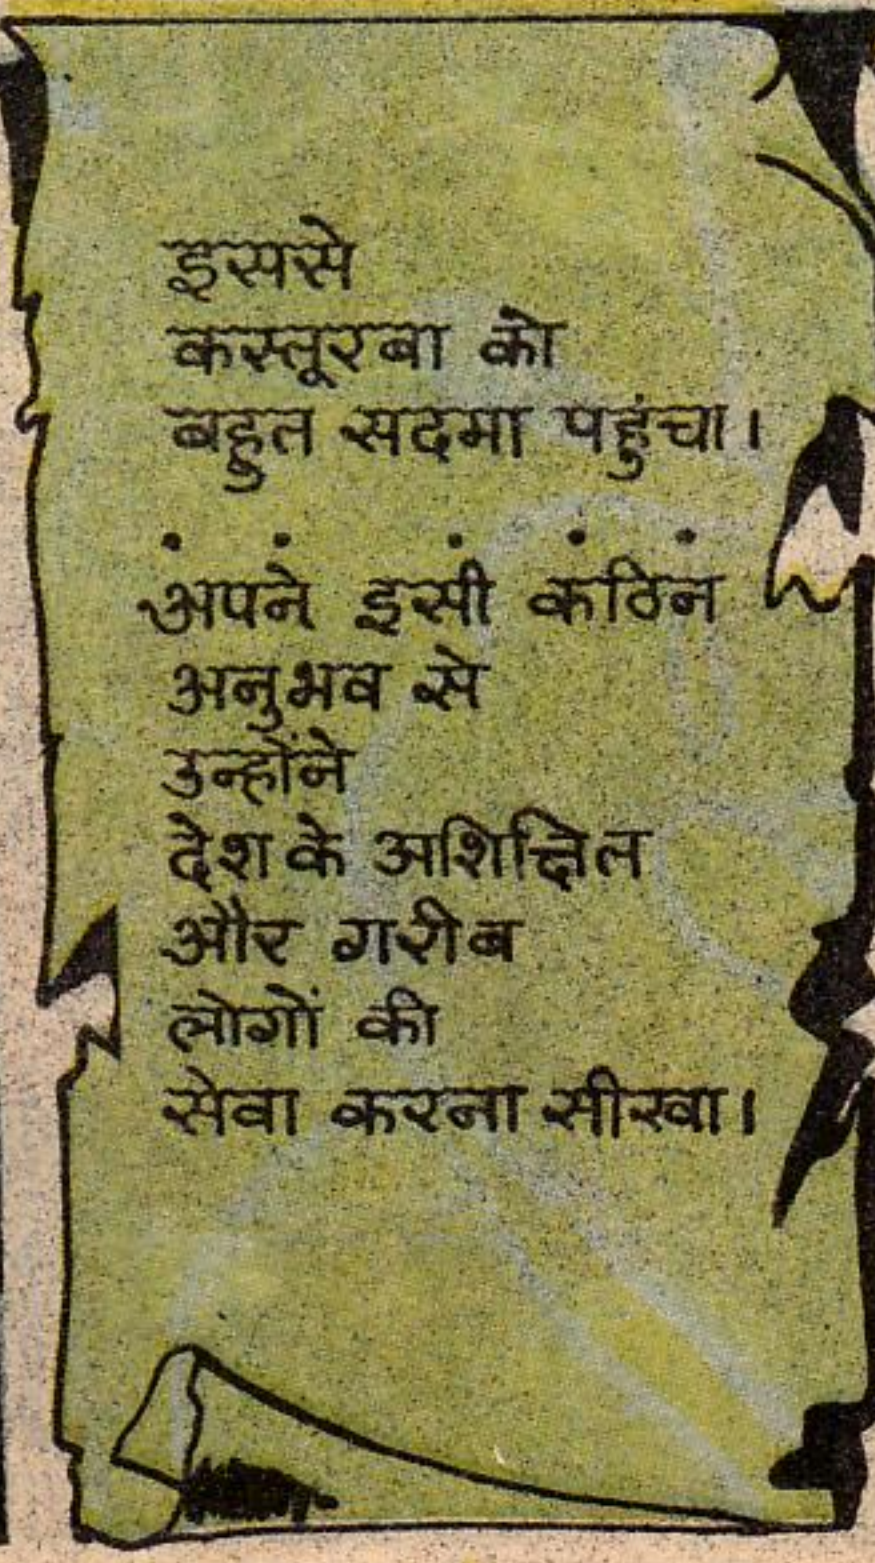 इससे
कस्तूरबा को
बहुत सदमा पहुंचा।
. . . . .
अपने इसी कठिन
अनुभव से
उन्होंने
देश के अशिक्षित
और गरीब
लोगों की
सेवा करना सीखा।